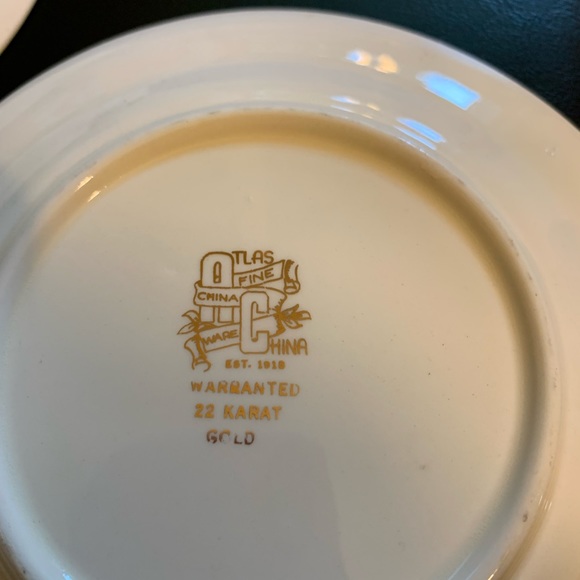 ATLAS
FINE
CHINA
WARE
CHINA
EST. 1918
WARRANTED
22 KARAT
GOLD